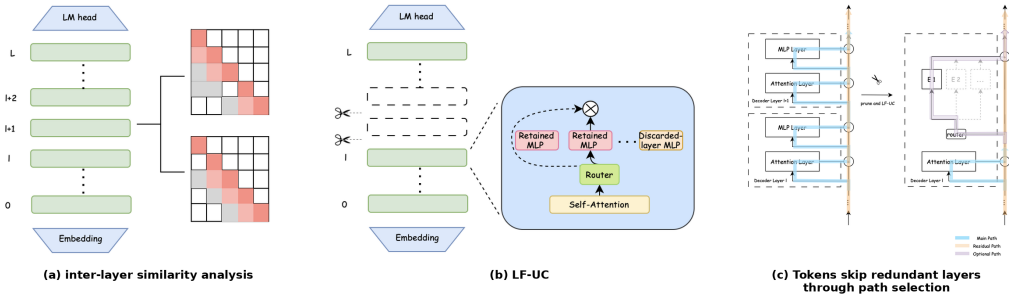 LM head
L
l+2
l+1
l
0
Embedding
(a) inter-layer similarity analysis
LM head
L
l
0
Embedding
Retained MLP
Retained MLP
Discarded-layer MLP
Router
Self-Attention
(b) LF-UC
MLP Layer
Attention Layer
Decoder Layer l+1
MLP Layer
Attention Layer
Decoder Layer l
prune and LF-UC
E 1
E 2
...
router
Attention Layer
Decoder Layer l
Main Path
Residual Path
Optional Path
(c) Tokens skip redundant layers
through path selection